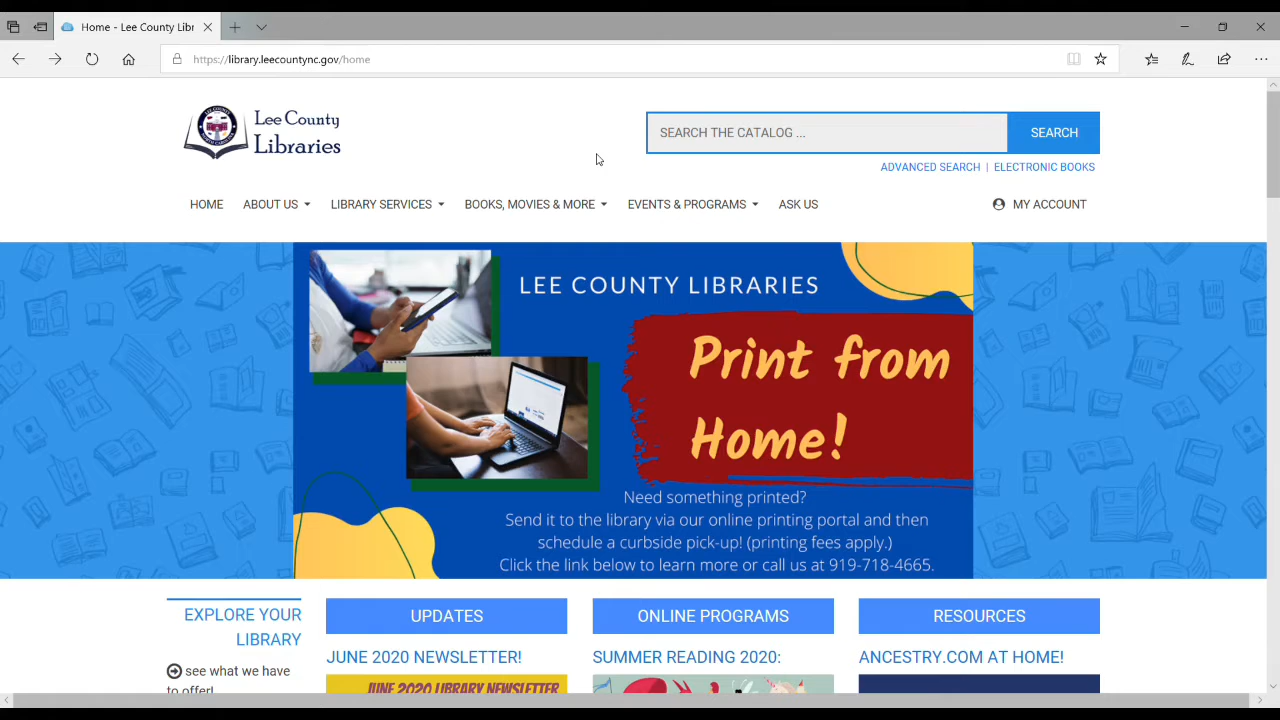 Home - Lee County Libr
https://library.leecountync.gov/home
Lee County
Libraries
SEARCH THE CATALOG ...
SEARCH
ADVANCED SEARCH | ELECTRONIC BOOKS
HOME ABOUT US LIBRARY SERVICES BOOKS, MOVIES & MORE EVENTS & PROGRAMS ASK US MY ACCOUNT
LEE COUNTY LIBRARIES
Print from
Home!
Need something printed?
Send it to the library via our online printing portal and then
schedule a curbside pick-up! (printing fees apply.)
Click the link below to learn more or call us at 919-718-4665.
EXPLORE YOUR
LIBRARY
see what we have
to offer!
UPDATES
JUNE 2020 NEWSLETTER!
JUNE 2020 LIBRARY NEWSLETTER
ONLINE PROGRAMS
SUMMER READING 2020:
RESOURCES
ANCESTRY.COM AT HOME!